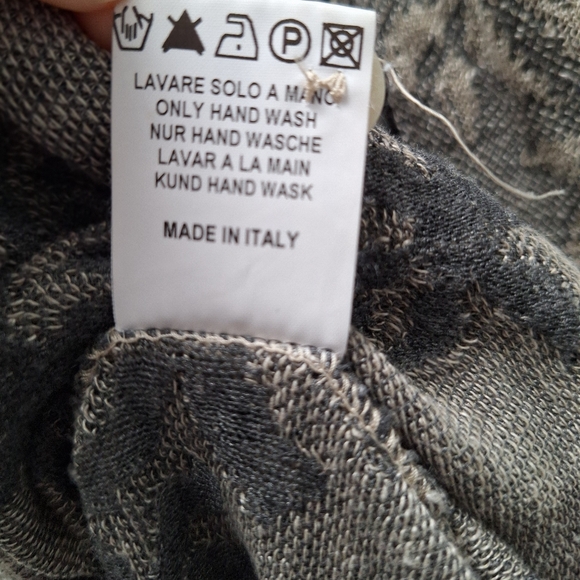 P
LAVARE SOLO A MANO
ONLY HAND WASH
NUR HAND WASCHE
LAVAR A LA MAIN
KUND HAND WASK
MADE IN ITALY